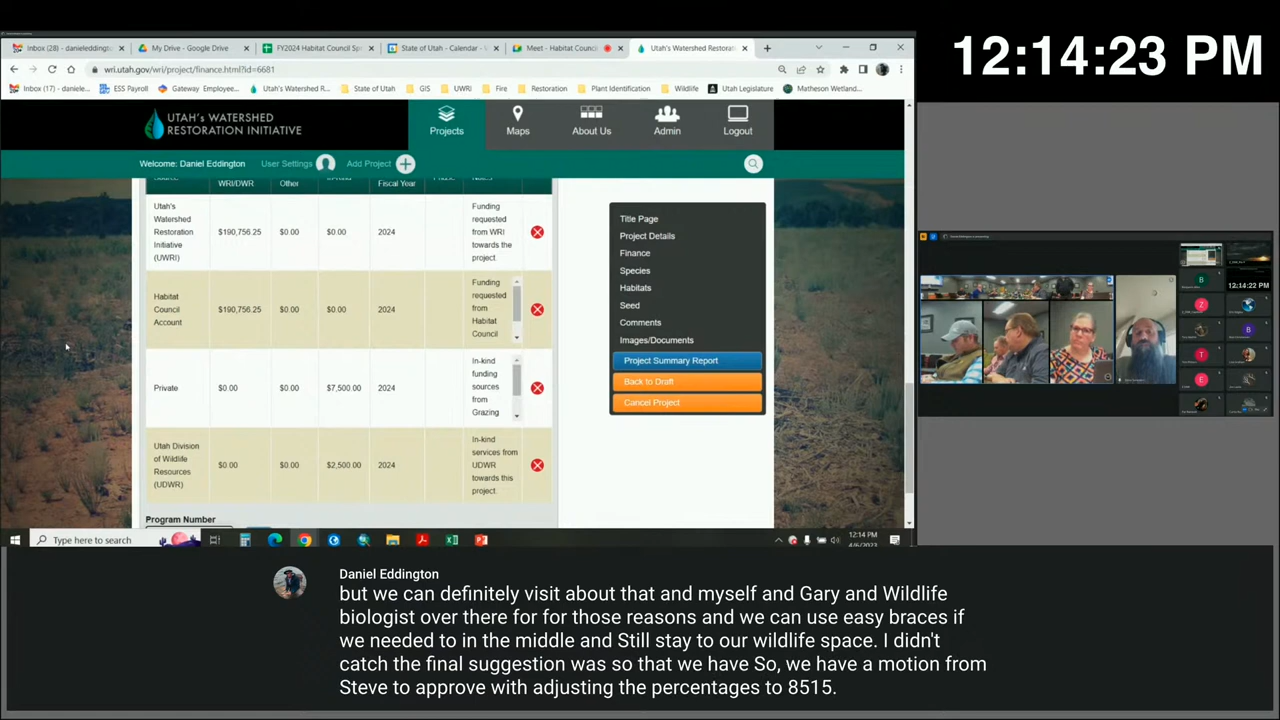 12:14:23 PM
Inbox (28) - danieleddingto
My Drive - Google Drive
FY2024 Habitat Council Sp
State of Utah - Calendar - W
Meet - Habitat Counc
Utah's Watershed Restorati
wri.utah.gov/wri/project/finance.html?id=6681
Inbox (17) - daniele...
ESS Payroll
Gateway Employee...
Utah's Watershed R...
State of Utah
GIS
UWRI
Fire
Restoration
Plant Identification
Wildlife
Utah Legislature
Matheson Wetland...
UTAH'S WATERSHED
RESTORATION INITIATIVE
Projects
Maps
About Us
Admin
Logout
Welcome: Daniel Eddington
User Settings
Add Project
WRI/DWR
Other
Fiscal Year
Utah's
Watershed
Restoration
Initiative
(UWRI)
$190,756.25
$0.00
$0.00
2024
Funding
requested
from WRI
towards the
project.
Habitat
Council
Account
$190,756.25
$0.00
$0.00
2024
Funding
requested
from Habitat
Council
Private
$0.00
$0.00
$7,500.00
2024
In-kind
funding
sources
from
Grazing
Utah Division
of Wildlife
Resources
(UDWR)
$0.00
$0.00
$2,500.00
2024
In-kind
services from
UDWR
towards this
project.
Program Number
Title Page
Project Details
Finance
Species
Habitats
Seed
Comments
Images/Documents
Project Summary Report
Back to Draft
Cancel Project
12:14:22 PM
Type here to search
12:14 PM
4/6/2023
Daniel Eddington
but we can definitely visit about that and myself and Gary and Wildlife
biologist over there for for those reasons and we can use easy braces if
we needed to in the middle and Still stay to our wildlife space. I didn't
catch the final suggestion was so that we have So, we have a motion from
Steve to approve with adjusting the percentages to 8515.